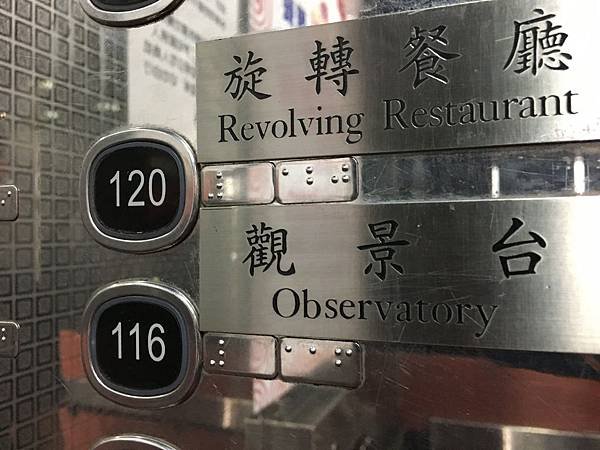 旋轉餐廳
Revolving Restaurant
120
觀景台
Observatory
116